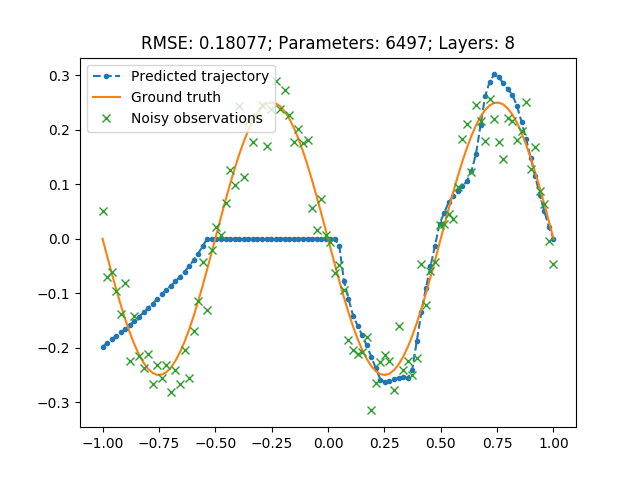 RMSE: 0.18077; Parameters: 6497; Layers: 8
Predicted trajectory
Ground truth
Noisy observations
0.3
0.2
0.1
0.0
−0.1
−0.2
−0.3
−1.00 −0.75 −0.50 −0.25 0.00 0.25 0.50 0.75 1.00